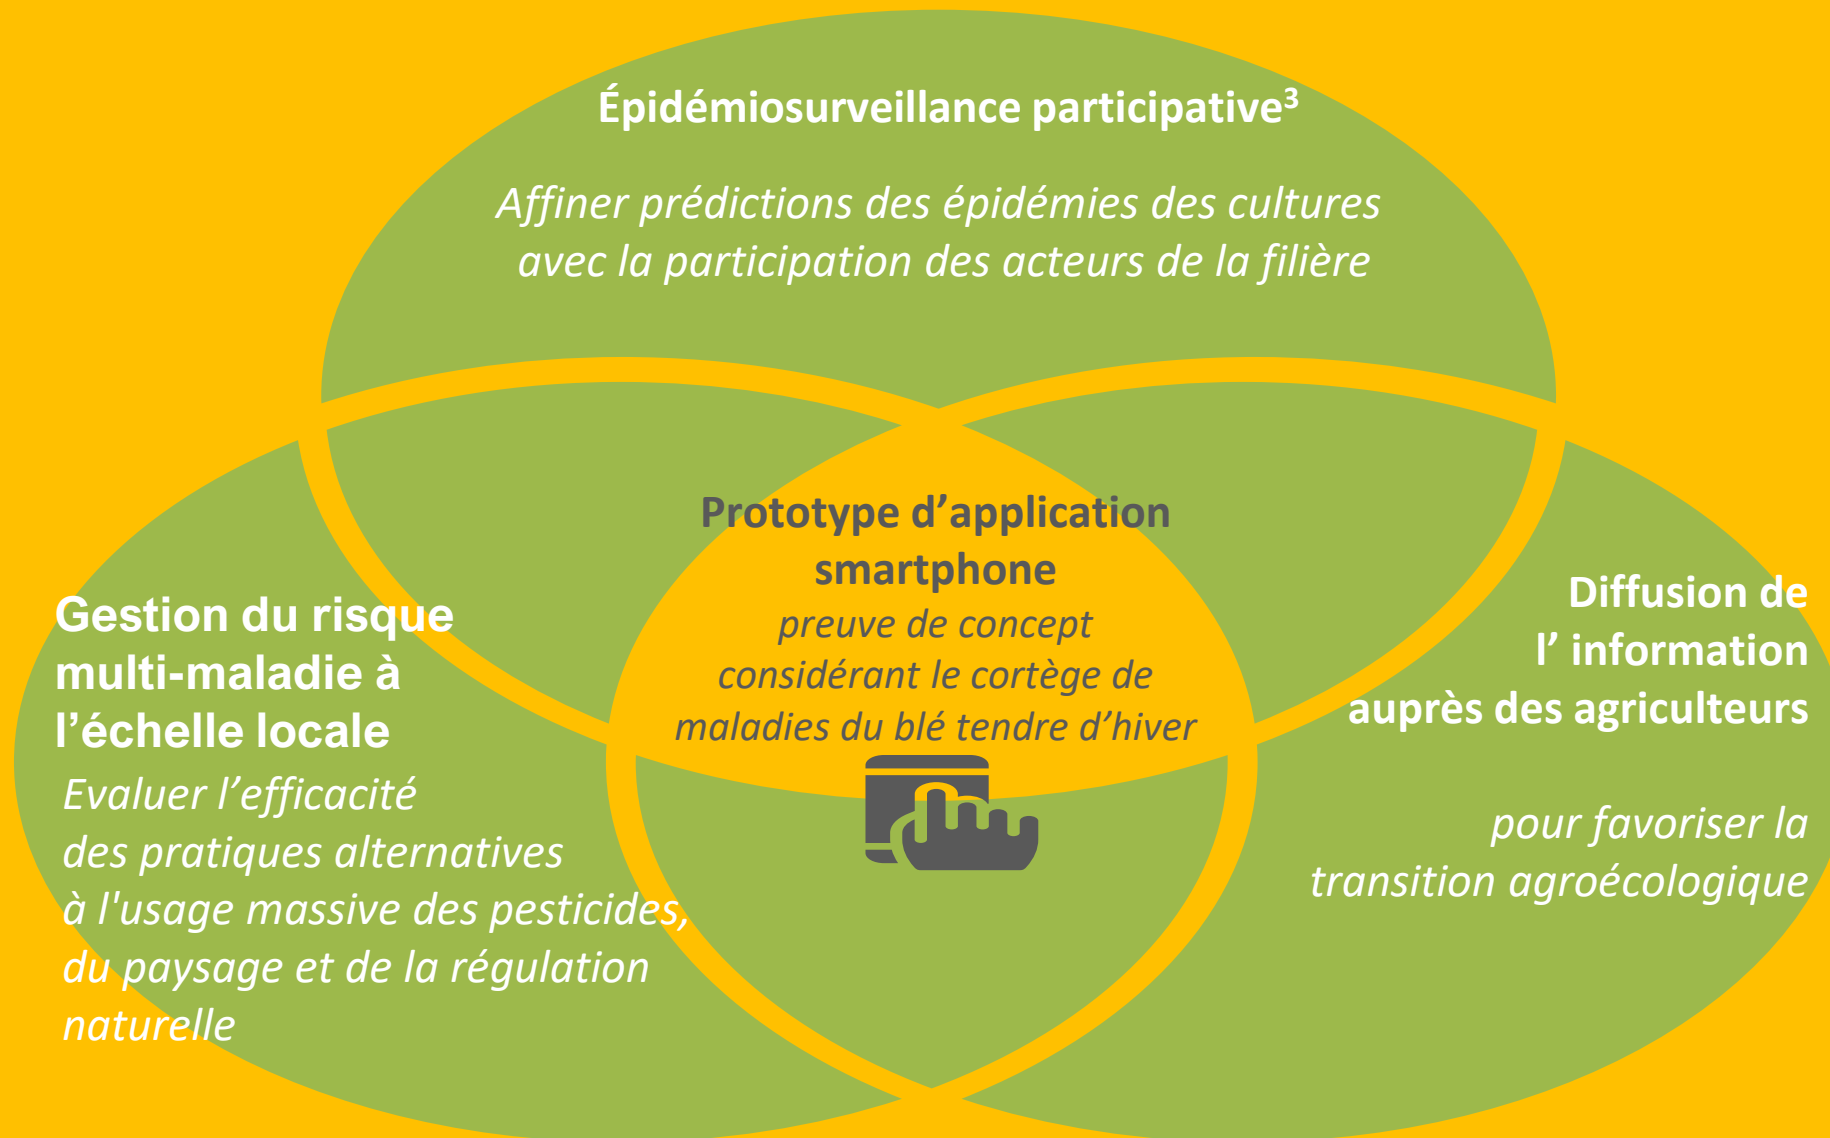 Épidémiosurveillance participative³
Affiner prédictions des épidémies des cultures
avec la participation des acteurs de la filière
Prototype d’application
smartphone
preuve de concept
considérant le cortège de
maladies du blé tendre d’hiver
Gestion du risque
multi-maladie à
l’échelle locale
Evaluer l’efficacité
des pratiques alternatives
à l'usage massive des pesticides,
du paysage et de la régulation
naturelle
Diffusion de
l’ information
auprès des agriculteurs
pour favoriser la
transition agroécologique